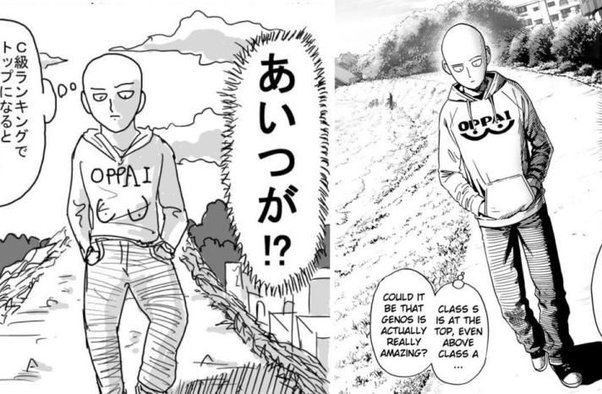 あいつが!?
C級ランキングで
トップになると
OPPAI
OPPAI
CLASS S
IS AT THE
TOP, EVEN
ABOVE
CLASS A
...
COULD IT
BE THAT
GENOS IS
ACTUALLY
REALLY
AMAZING?